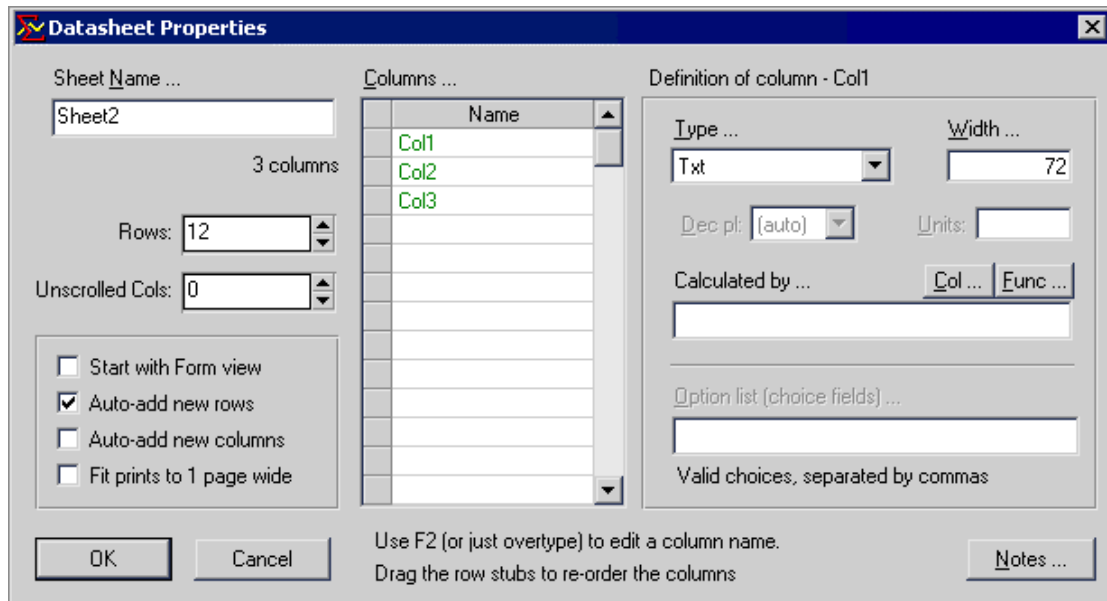 Datasheet Properties
Sheet Name ...
Sheet2
3 columns
Rows: 12
Unscrolled Cols: 0
Start with Form view
Auto-add new rows
Auto-add new columns
Fit prints to 1 page wide
OK
Cancel
Columns ...
Name
Col1
Col2
Col3
Use F2 (or just overtype) to edit a column name.
Drag the row stubs to re-order the columns
Definition of column - Col1
Type ...
Width ...
Txt
72
Dec pl: (auto)
Units:
Calculated by ...
Col ...
Func ...
Option list (choice fields) ...
Valid choices, separated by commas
Notes ...